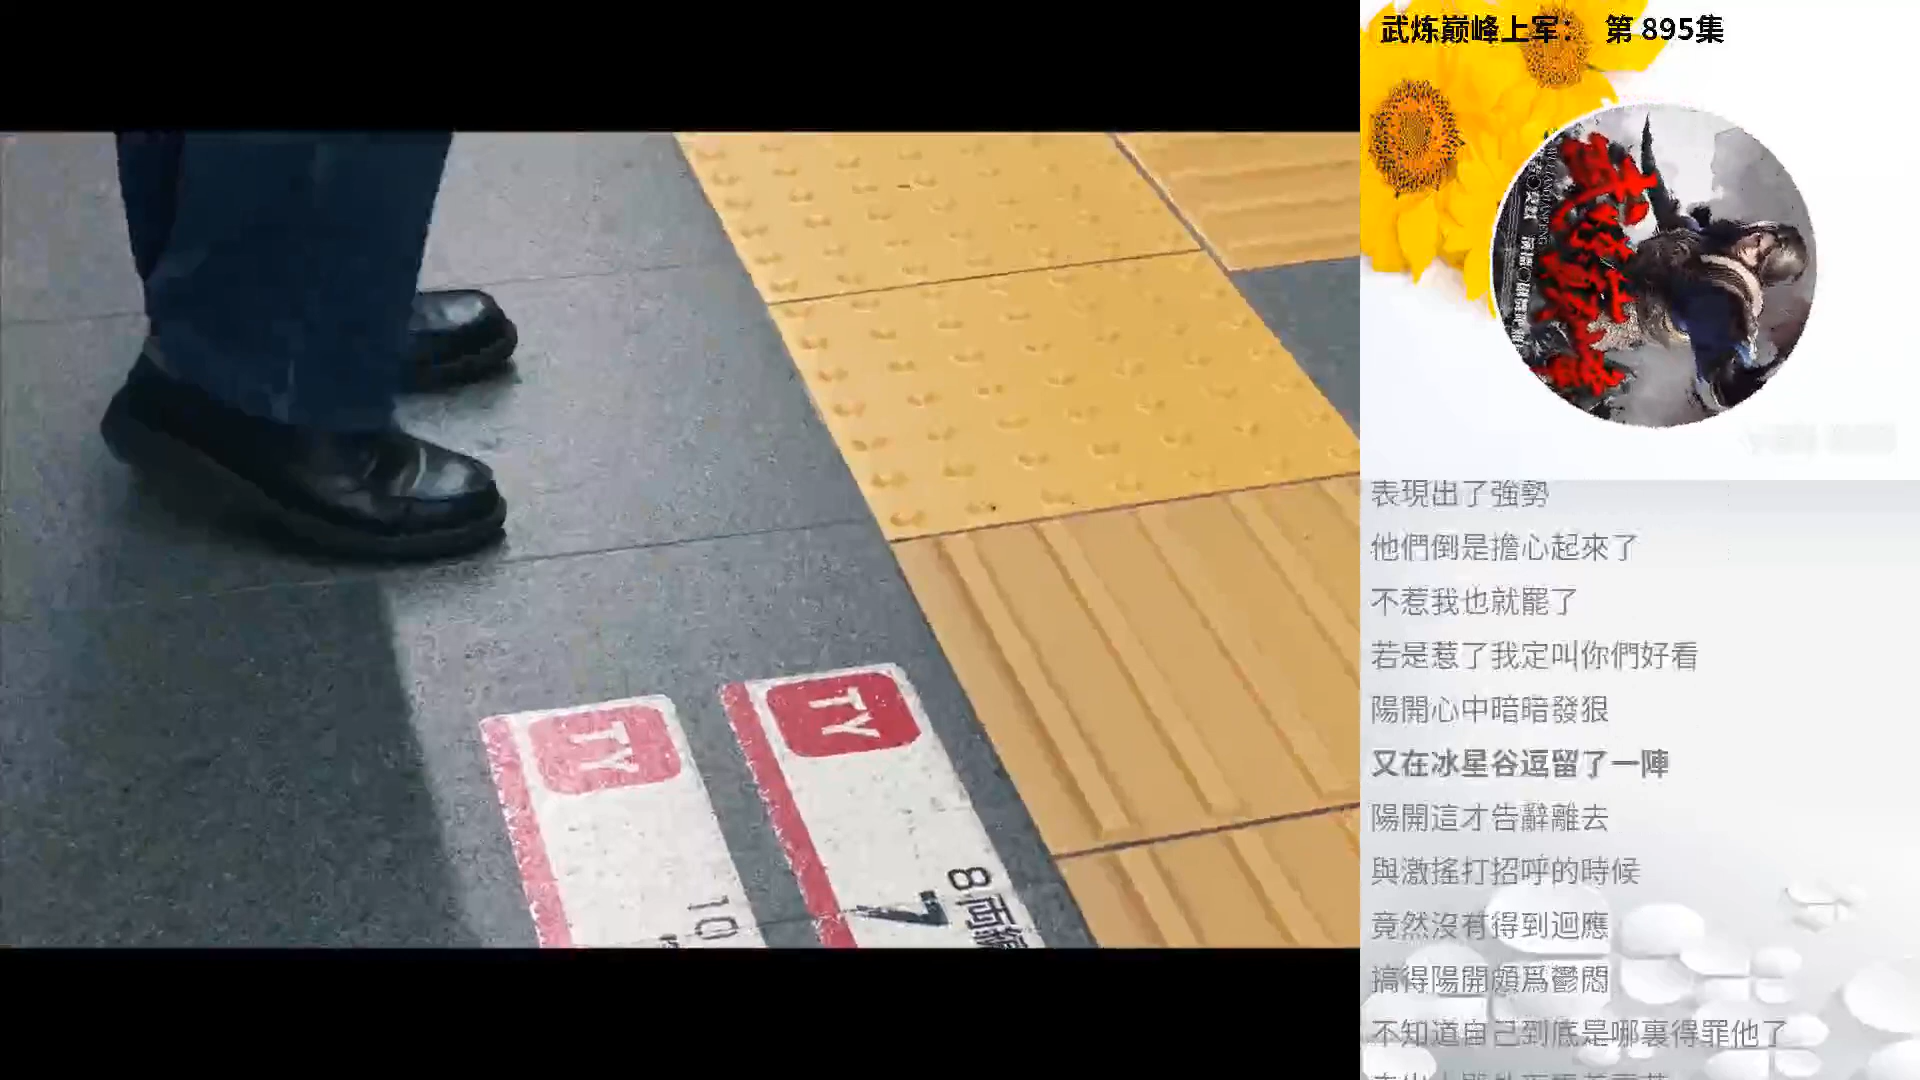 武炼巅峰上军： 第 895集
表現出了強勢
他們倒是擔心起來了
不惹我也就罷了
若是惹了我定叫你們好看
陽開心中暗暗發狠
又在冰星谷逗留了一陣
陽開這才告辭離去
與激搖打招呼的時候
竟然沒有得到迴應
搞得陽開頗爲鬱悶
不知道自己到底是哪裏得罪他了
TY
TY
10
8両編
7